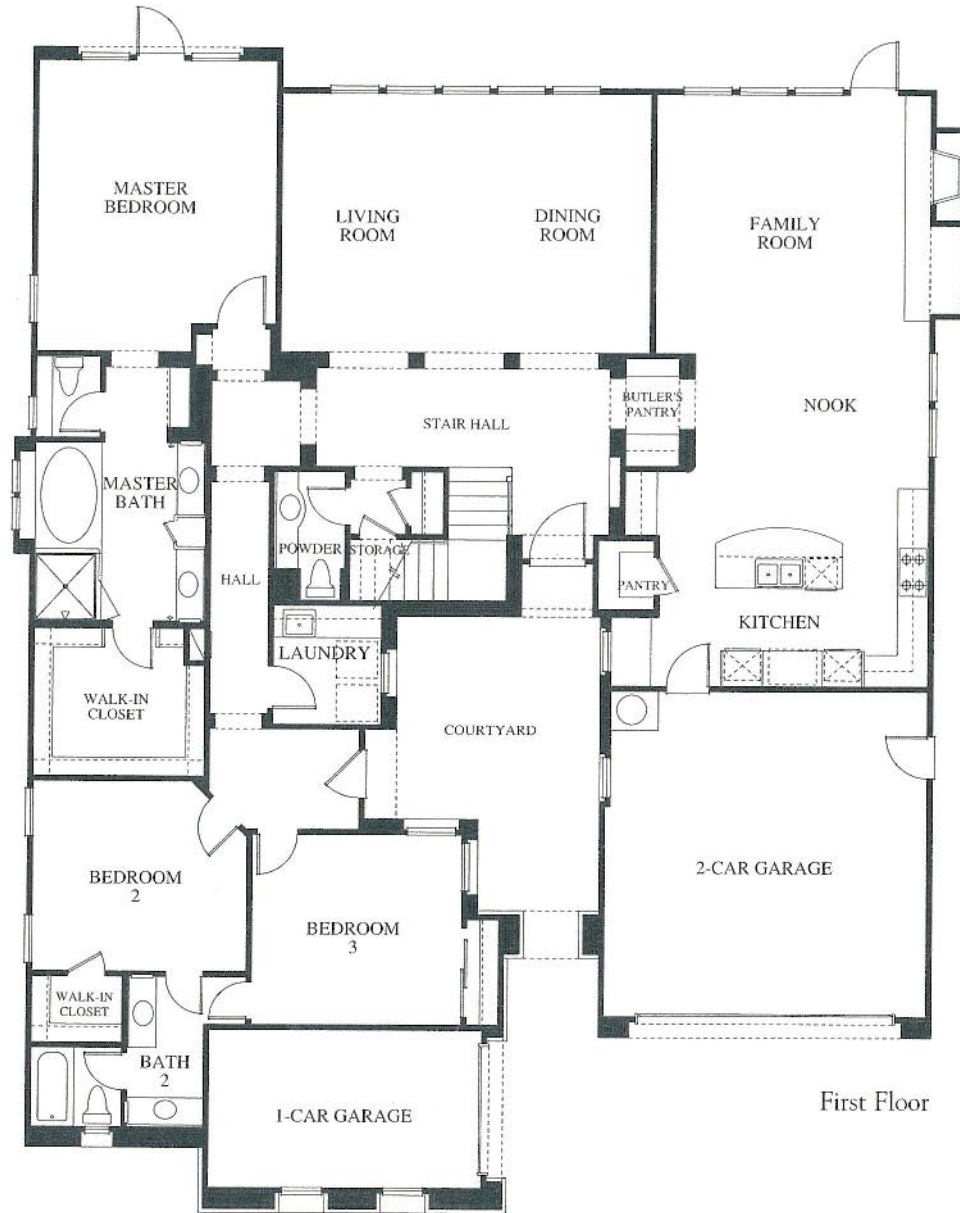 MASTER
BEDROOM
LIVING
ROOM
DINING
ROOM
FAMILY
ROOM
BUTLER'S
PANTRY
NOOK
STAIR HALL
MASTER
BATH
POWDER
STORAGE
HALL
PANTRY
KITCHEN
LAUNDRY
WALK-IN
CLOSET
COURTYARD
BEDROOM
2
2-CAR GARAGE
BEDROOM
3
WALK-IN
CLOSET
BATH
2
1-CAR GARAGE
First Floor